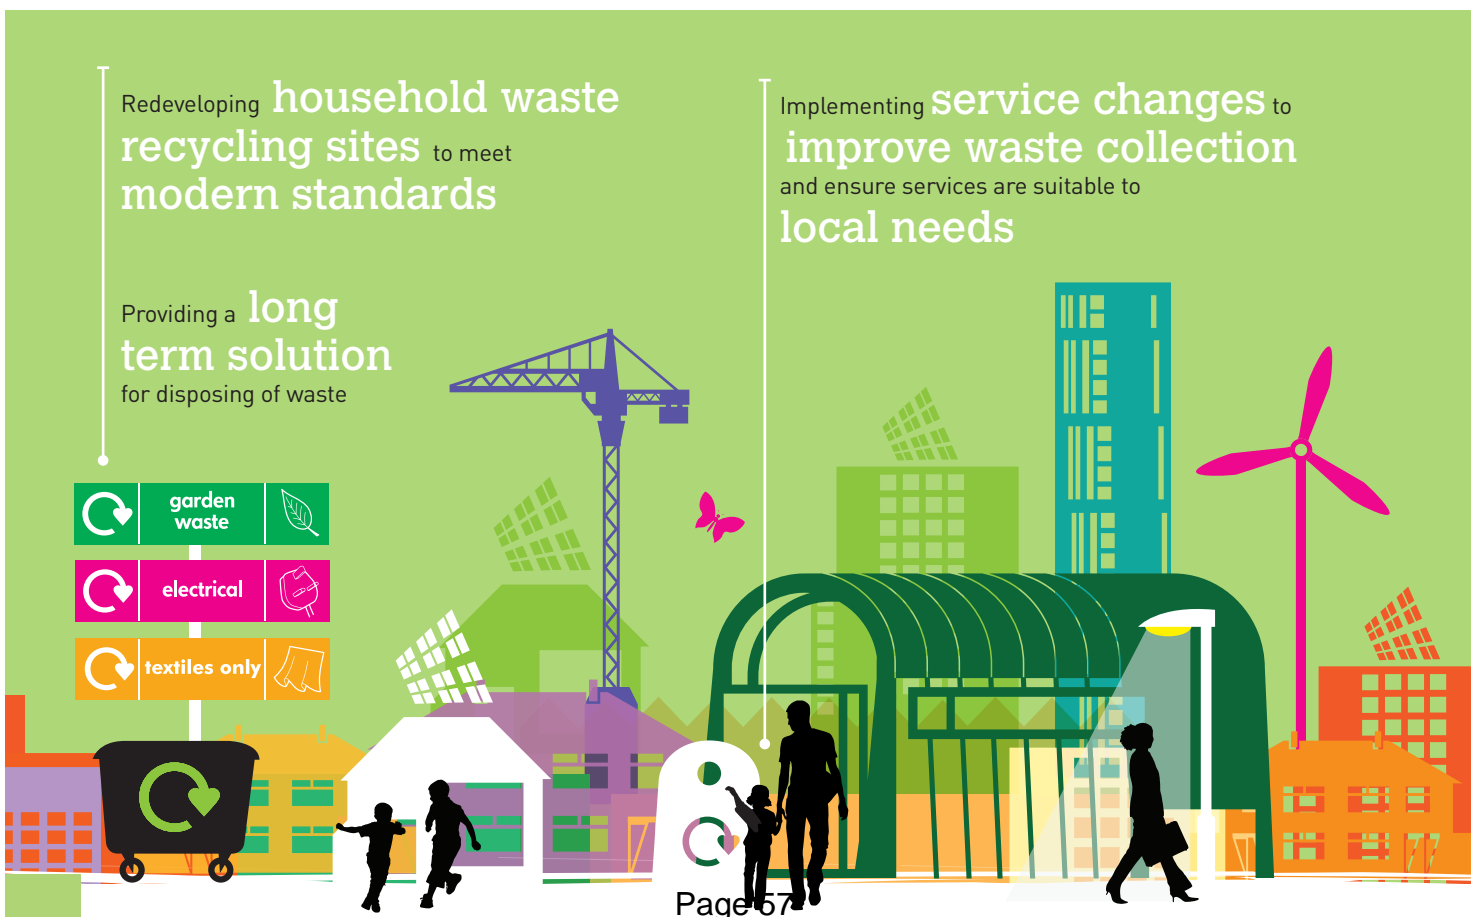 Redeveloping household waste
recycling sites to meet
modern standards
Providing a long
term solution
for disposing of waste
Implementing service changes to
improve waste collection
and ensure services are suitable to
local needs
garden
waste
electrical
textiles only
Page 57